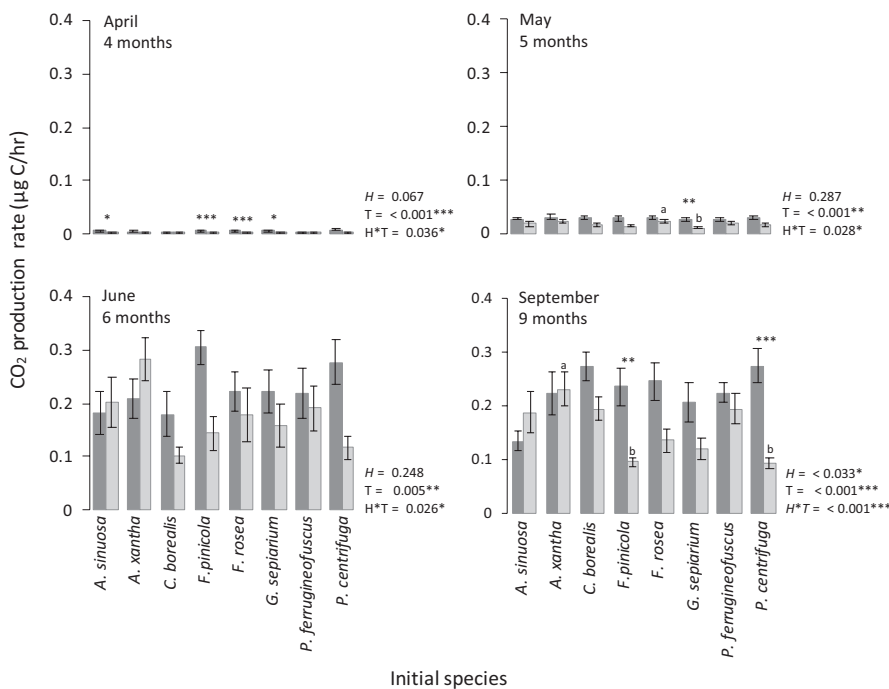 CO₂ production rate (µg C/hr)
April
4 months
0.4
0.3
0.2
0.1
0
*
***
***
*
H = 0.067
T = < 0.001***
H*T = 0.036*
May
5 months
0.4
0.3
0.2
0.1
0
a
**
b
H = 0.287
T = < 0.001**
H*T = 0.028*
June
6 months
0.4
0.3
0.2
0.1
0
H = 0.248
T = 0.005**
H*T = 0.026*
A. sinuosa
A. xantha
C. borealis
F.pinicola
F. rosea
G. sepiarium
P. ferrugineofuscus
P. centrifuga
September
9 months
0.4
0.3
0.2
0.1
0
a
**
b
***
b
H = < 0.033*
T = < 0.001***
H*T = < 0.001***
A. sinuosa
A. xantha
C. borealis
F.pinicola
F. rosea
G. sepiarium
P. ferrugineofuscus
P. centrifuga
Initial species